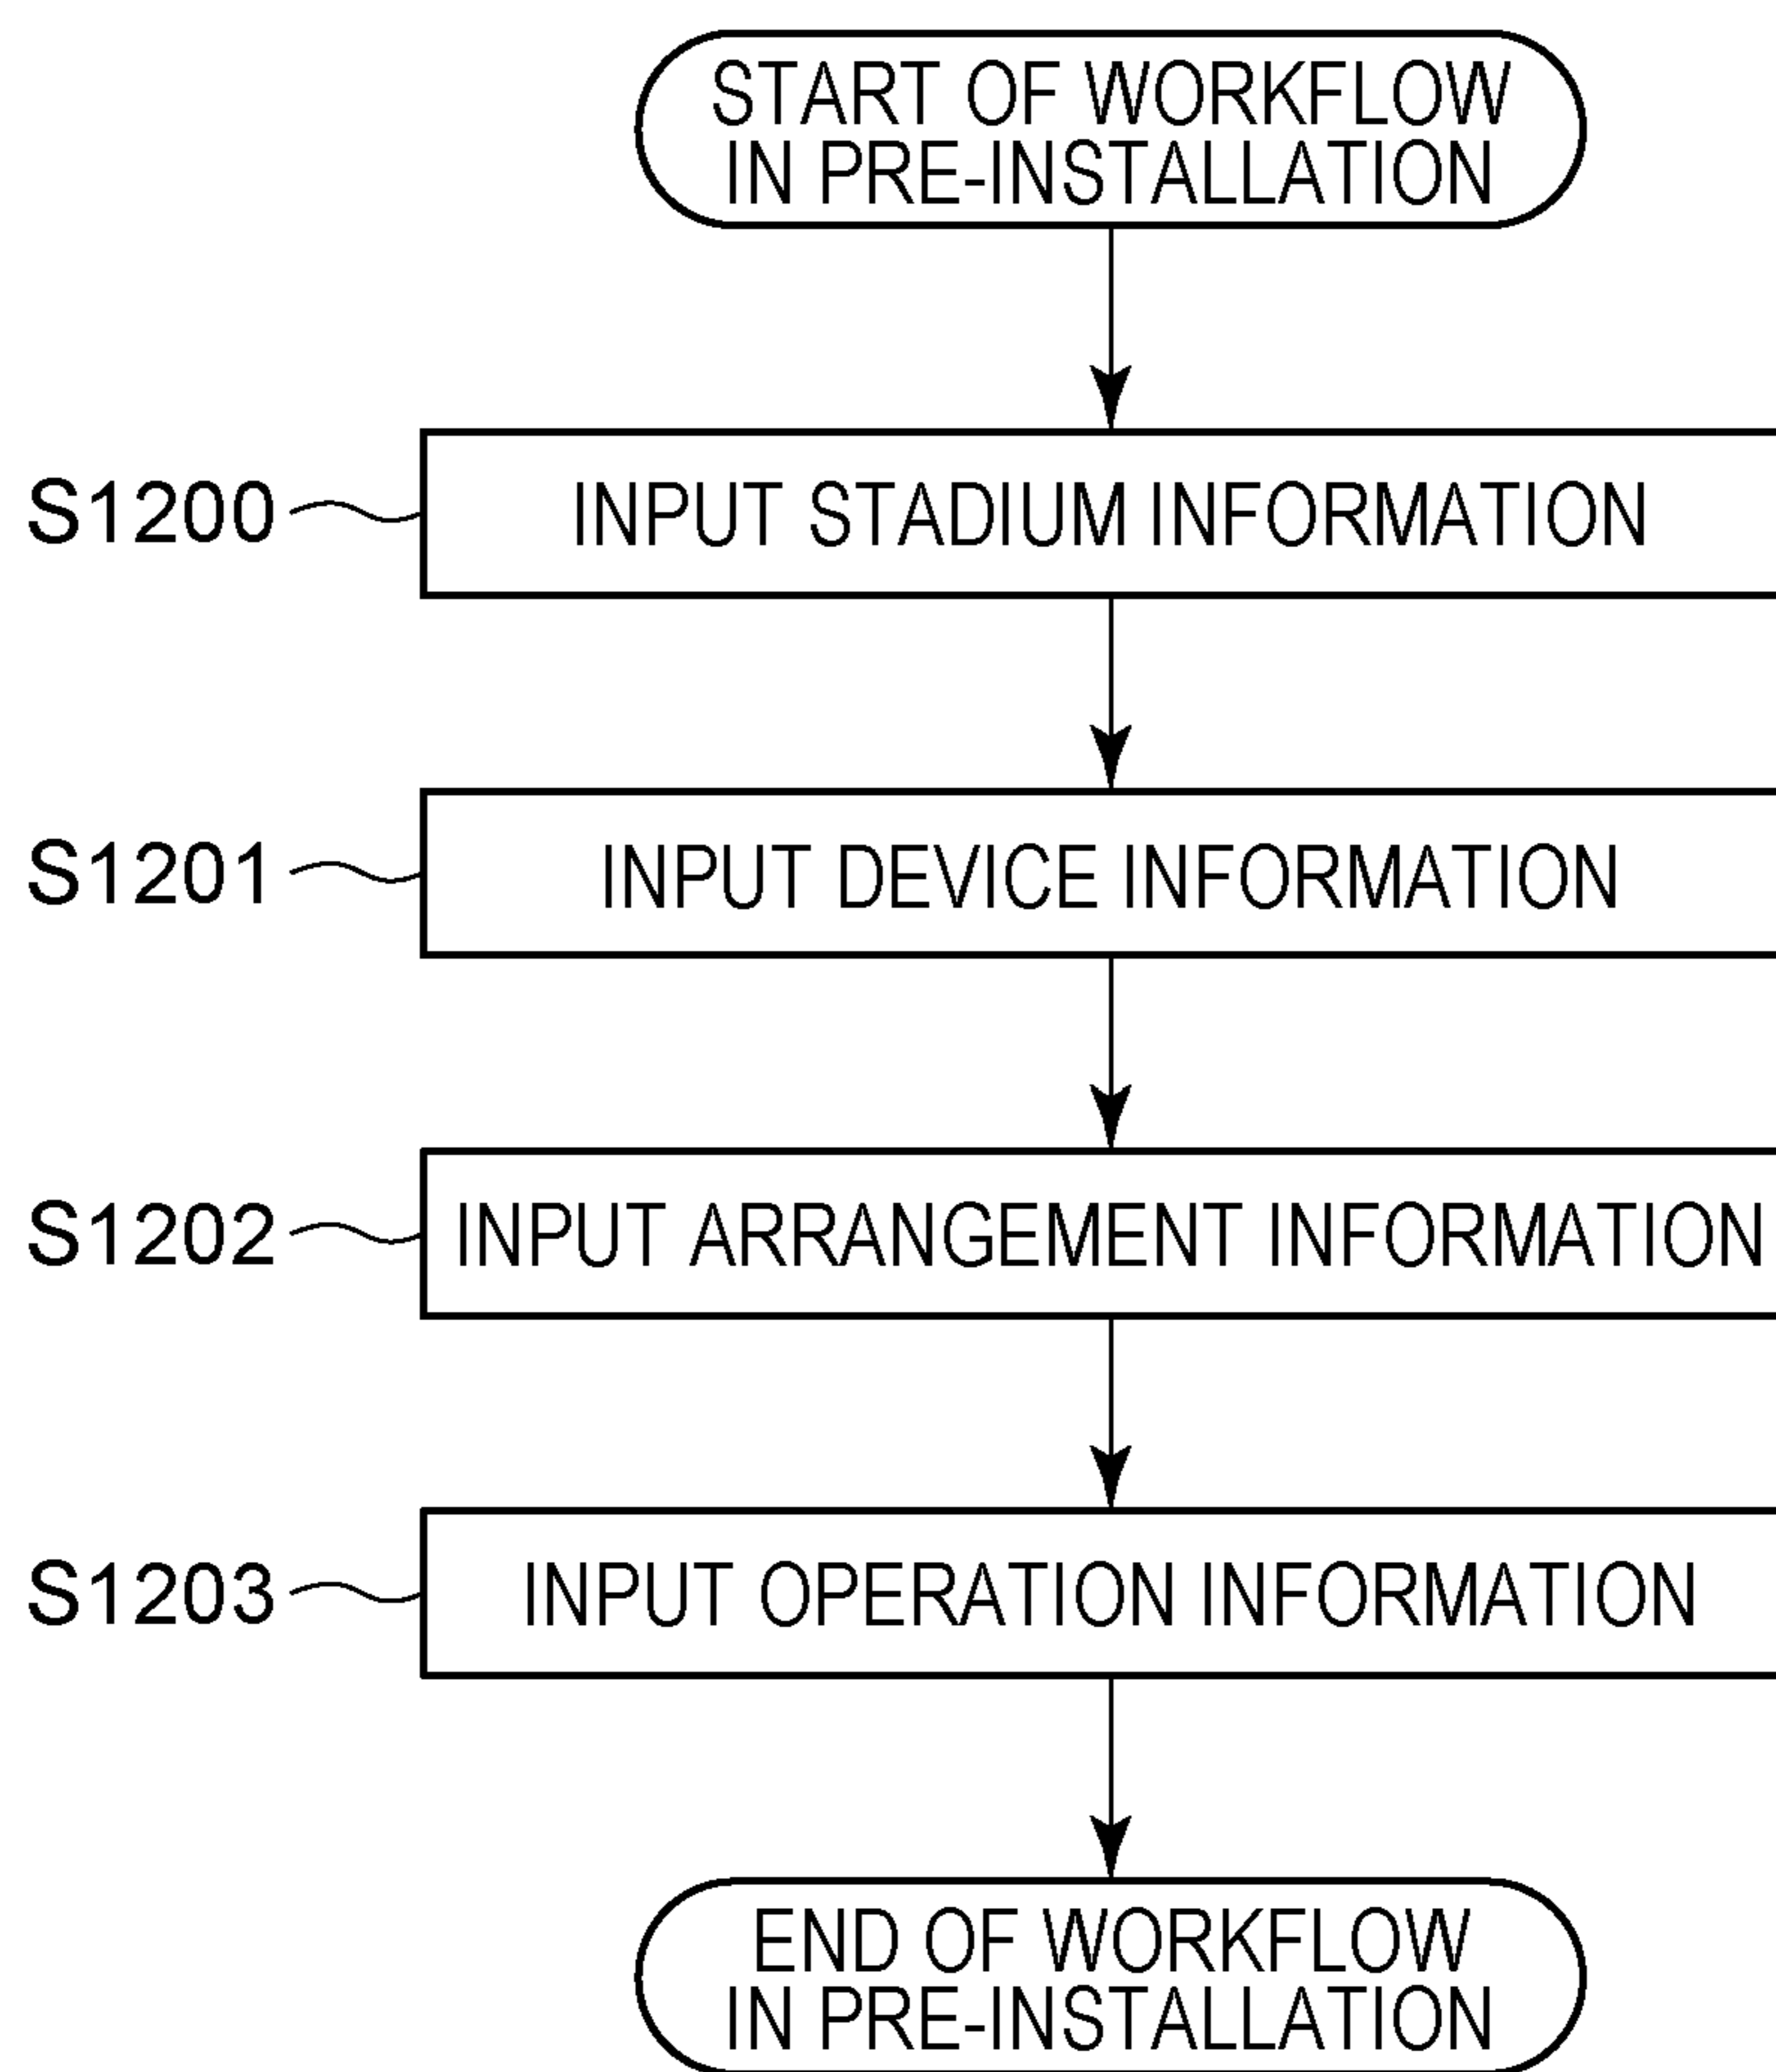 START OF WORKFLOW
IN PRE-INSTALLATION
S1200 INPUT STADIUM INFORMATION
S1201 INPUT DEVICE INFORMATION
S1202 INPUT ARRANGEMENT INFORMATION
S1203 INPUT OPERATION INFORMATION
END OF WORKFLOW
IN PRE-INSTALLATION